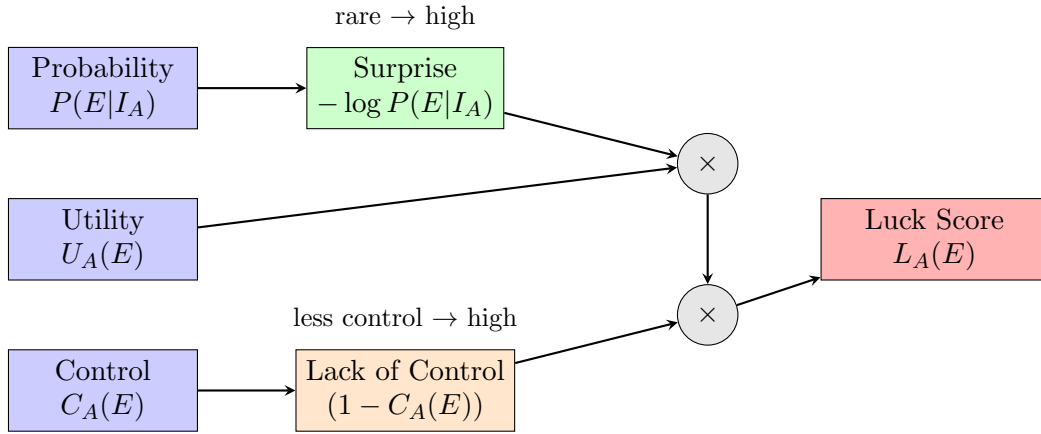 rare → high
Probability
P(E|I_A)
Surprise
− log P(E|I_A)
×
Utility
U_A(E)
Luck Score
L_A(E)
less control → high
×
Control
C_A(E)
Lack of Control
(1 − C_A(E))